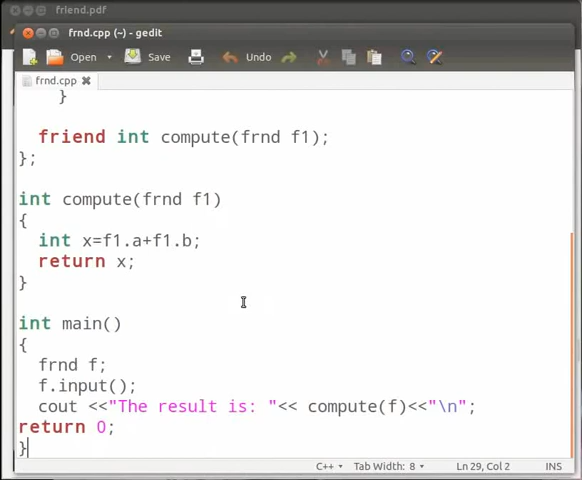 friend.pdf
frnd.cpp (~) - gedit
Open Save Undo
frnd.cpp
}
friend int compute(frnd f1);
};
int compute(frnd f1)
{
int x=f1.a+f1.b;
return x;
}
int main()
{
frnd f;
f.input();
cout <<"The result is: "<< compute(f)<<"\n";
return 0;
}
C++ Tab Width: 8 Ln 29, Col 2 INS